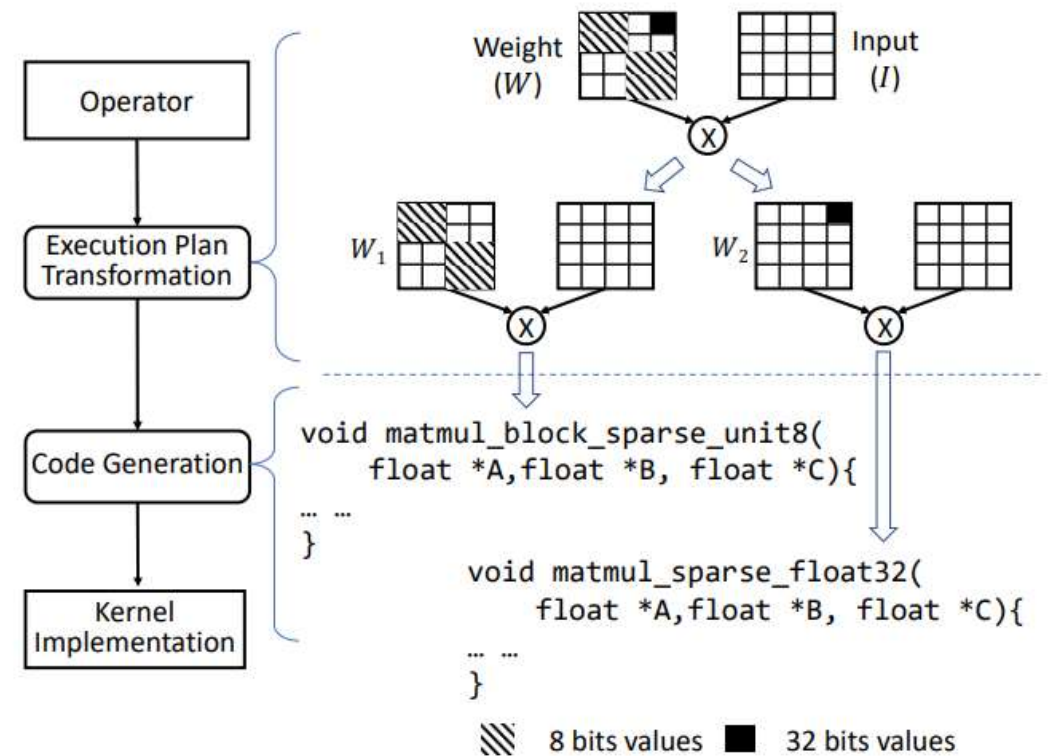 Operator
Execution Plan
Transformation
Code Generation
Kernel
Implementation
Weight
(W)
Input
(I)
X
W1
W2
X
X
void matmul_block_sparse_unit8(
float *A,float *B, float *C){
… …
}
void matmul_sparse_float32(
float *A,float *B, float *C){
… …
}
8 bits values
32 bits values